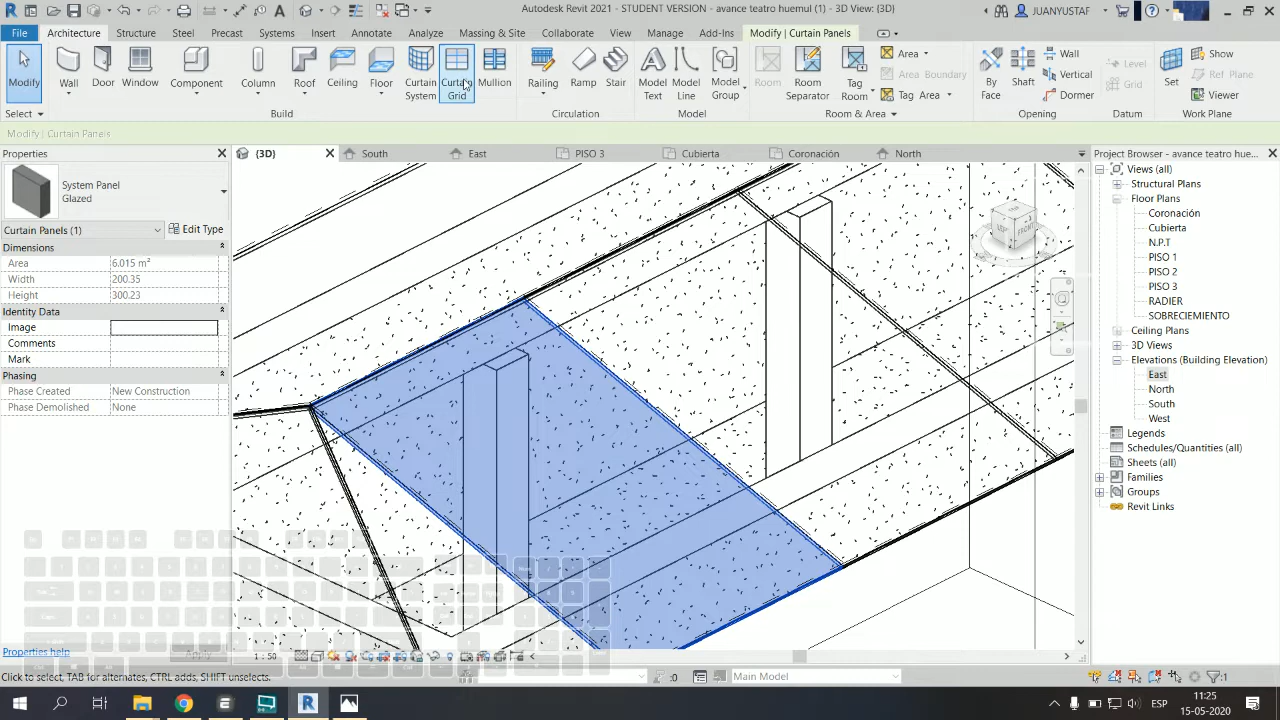 Autodesk Revit 2021 - STUDENT VERSION - avance teatro huemul (1) - 3D View: {3D}
JUANYUSTAF
File Architecture Structure Steel Precast Systems Insert Annotate Analyze Massing & Site Collaborate View Manage Add-Ins Modify | Curtain Panels
Modify Wall Door Window Component Column Roof Ceiling Floor Curtain System Curtain Grid Mullion Railing Ramp Stair Model Text Model Line Model Group Room Room Separator Tag Room
Area
Area Boundary
Tag Area
By Face Shaft
Wall
Vertical
Dormer
Level
Grid
Set
Show
Ref Plane
Viewer
Select Build Circulation Model Room & Area Opening Datum Work Plane
Modify | Curtain Panels
Properties
{3D} South East PISO 3 Cubierta Coronación North
Project Browser - avance teatro hue...
System Panel
Glazed
Curtain Panels (1)
Edit Type
Dimensions
Area 6.015 m²
Width 200.35
Height 300.23
Identity Data
Image
Comments
Mark
Phasing
Phase Created New Construction
Phase Demolished None
Properties help
Apply
FRONT
Views (all)
Structural Plans
Floor Plans
Coronación
Cubierta
N.P.T
PISO 1
PISO 2
PISO 3
RADIER
SOBRECIEMIENTO
Ceiling Plans
3D Views
Elevations (Building Elevation)
East
North
South
West
Legends
Schedules/Quantities (all)
Sheets (all)
Families
Groups
Revit Links
1 : 50
Click to select, TAB for alternates, CTRL adds, SHIFT unselects.
:0
Main Model
:1
ESP
11:25
15-05-2020